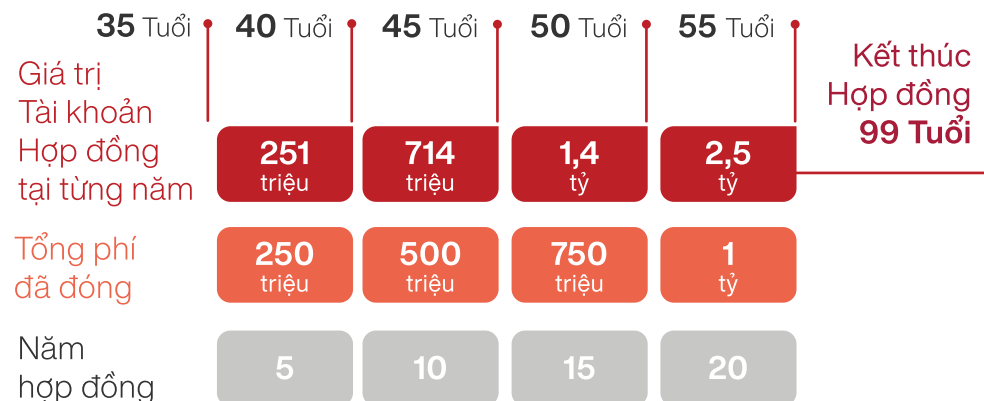 35 Tuổi 40 Tuổi 45 Tuổi 50 Tuổi 55 Tuổi
Kết thúc
Hợp đồng
99 Tuổi
Giá trị
Tài khoản
Hợp đồng
tại từng năm
251 714 1,4 2,5
triệu triệu tỷ tỷ
Tổng phí
đã đóng
250 500 750 1
triệu triệu triệu tỷ
Năm
hợp đồng
5 10 15 20